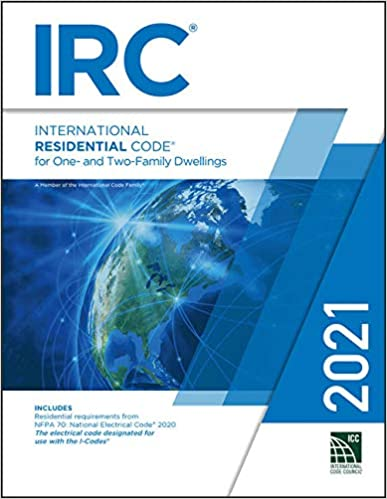 IRC®
INTERNATIONAL
RESIDENTIAL CODE®
for One- and Two-Family Dwellings
A Member of the International Code Family®
2021
INCLUDES
Residential requirements from
NFPA 70: National Electrical Code® 2020
The electrical code designated for
use with the I-Codes®
ICC
INTERNATIONAL
CODE COUNCIL®